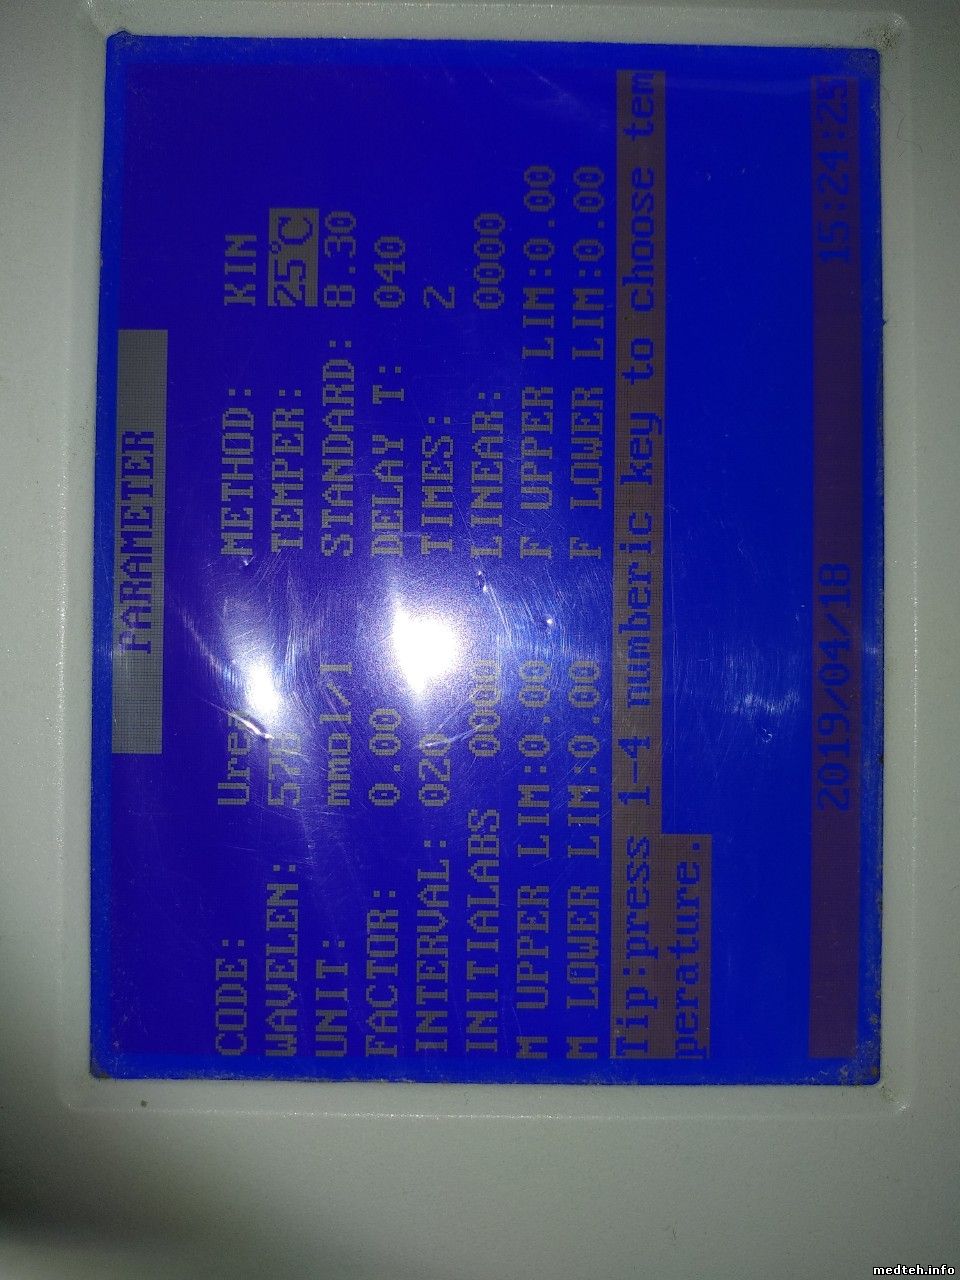 PARAMETER
CODE: Urea METHOD: KIN
WAVELEN: 578 TEMPER: 25°C
UNIT: mmol/l STANDARD: 8.30
FACTOR: 0.00 DELAY T: 040
INTERVAL: 020 TIMES: 2
INITIALABS 0000 LINEAR: 0000
M UPPER LIM:0.00 F UPPER LIM:0.00
M LOWER LIM:0.00 F LOWER LIM:0.00
Tip:press 1-4 numberic key to choose tem
perature.
2019/04/18 15:24:25
medteh.info